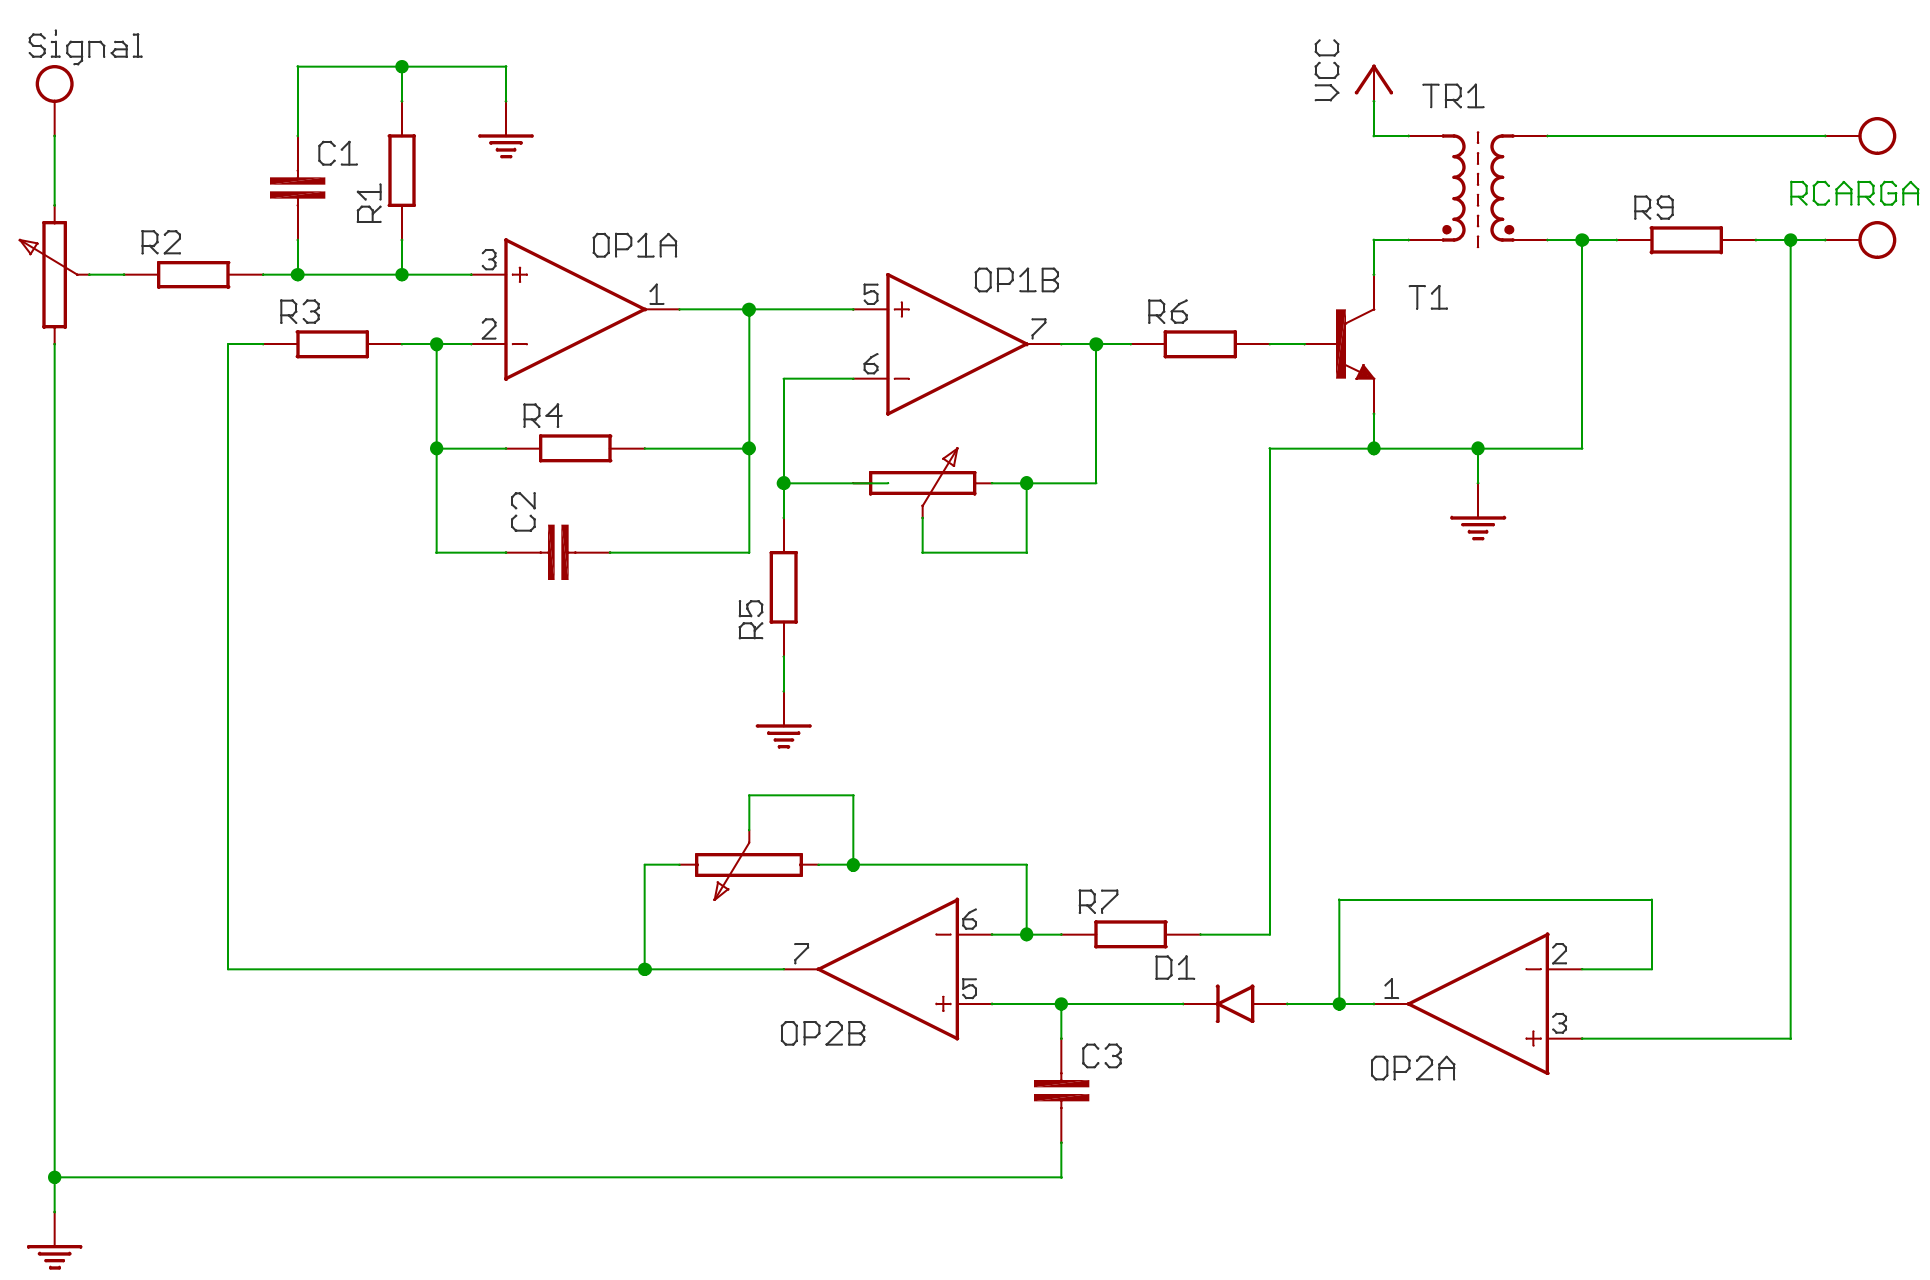 Signal
VCC
TR1
C1
R1
RCARGA
R9
R2
OP1A
3
1
2
R3
OP1B
5
7
6
R6
T1
R4
C2
R5
R7
6
7
5
D1
OP2B
2
1
3
C3
OP2A